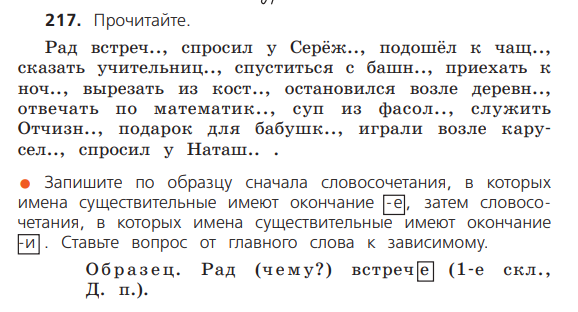 217. Прочитайте.
Рад встреч.., спросил у Серёж.., подошёл к чащ..,
сказать учительниц.., спуститься с башн.., приехать к
ноч.., вырезать из кост.., остановился возле деревн..,
отвечать по математик.., суп из фасол.., служить
Отчизн.., подарок для бабушк.., играли возле кару-
сел.., спросил у Наташ.. .
● Запишите по образцу сначала словосочетания, в которых
имена существительные имеют окончание -е, затем словосо-
четания, в которых имена существительные имеют окончание
-и. Ставьте вопрос от главного слова к зависимому.
Образец. Рад (чему?) встрече (1-е скл.,
Д. п.).